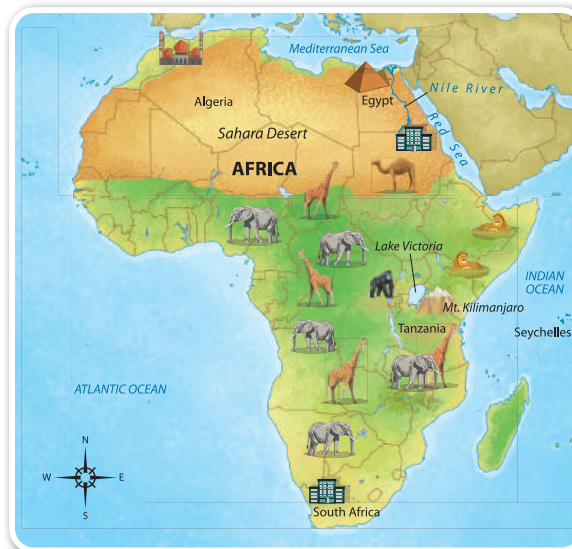 Mediterranean Sea
Nile River
Algeria
Egypt
Red Sea
Sahara Desert
AFRICA
Lake Victoria
INDIAN
OCEAN
Mt. Kilimanjaro
Tanzania
Seychelles
ATLANTIC OCEAN
N
W
E
S
South Africa